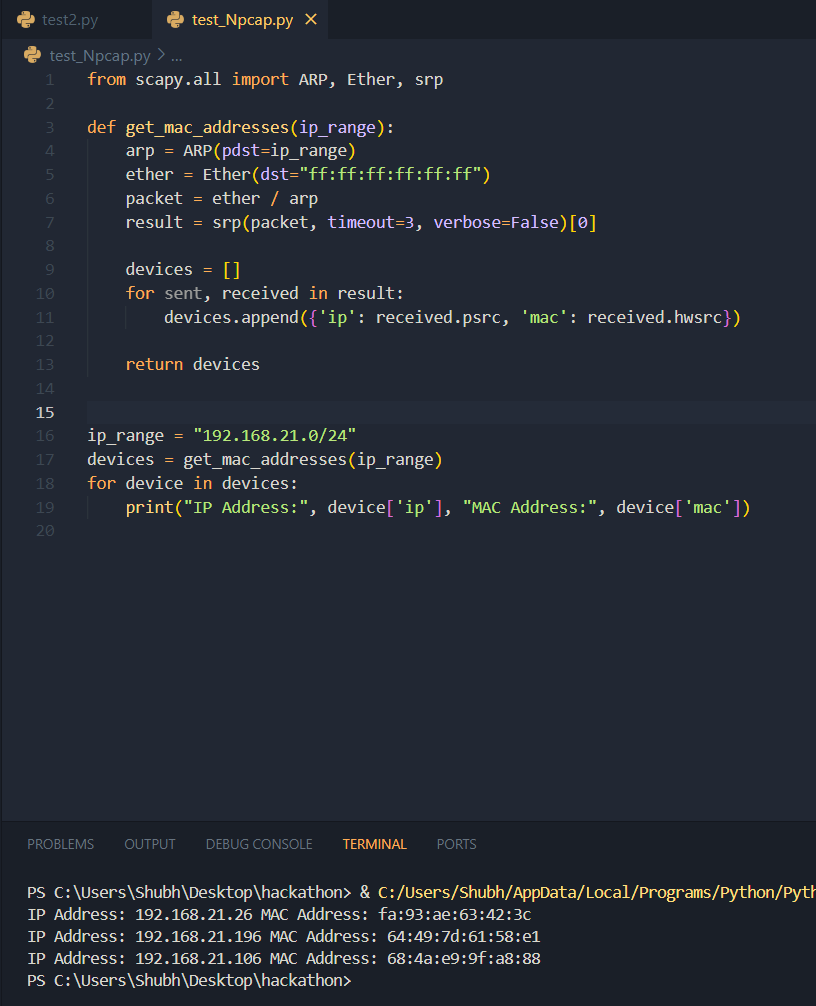 test2.py
test_Npcap.py ✕
test_Npcap.py > ...
1 from scapy.all import ARP, Ether, srp
2
3 def get_mac_addresses(ip_range):
4     arp = ARP(pdst=ip_range)
5     ether = Ether(dst="ff:ff:ff:ff:ff:ff")
6     packet = ether / arp
7     result = srp(packet, timeout=3, verbose=False)[0]
8
9     devices = []
10     for sent, received in result:
11         devices.append({'ip': received.psrc, 'mac': received.hwsrc})
12
13     return devices
14
15
16 ip_range = "192.168.21.0/24"
17 devices = get_mac_addresses(ip_range)
18 for device in devices:
19     print("IP Address:", device['ip'], "MAC Address:", device['mac'])
20
PROBLEMS OUTPUT DEBUG CONSOLE TERMINAL PORTS
PS C:\Users\Shubh\Desktop\hackathon> & C:/Users/Shubh/AppData/Local/Programs/Python/Pyth
IP Address: 192.168.21.26 MAC Address: fa:93:ae:63:42:3c
IP Address: 192.168.21.196 MAC Address: 64:49:7d:61:58:e1
IP Address: 192.168.21.106 MAC Address: 68:4a:e9:9f:a8:88
PS C:\Users\Shubh\Desktop\hackathon>